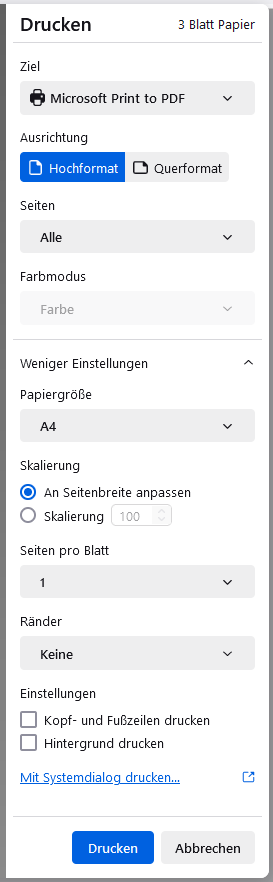 Drucken 3 Blatt Papier
Ziel
Microsoft Print to PDF
Ausrichtung
Hochformat Querformat
Seiten
Alle
Farbmodus
Farbe
Weniger Einstellungen
Papiergröße
A4
Skalierung
An Seitenbreite anpassen
Skalierung 100
Seiten pro Blatt
1
Ränder
Keine
Einstellungen
Kopf- und Fußzeilen drucken
Hintergrund drucken
Mit Systemdialog drucken...
Drucken Abbrechen